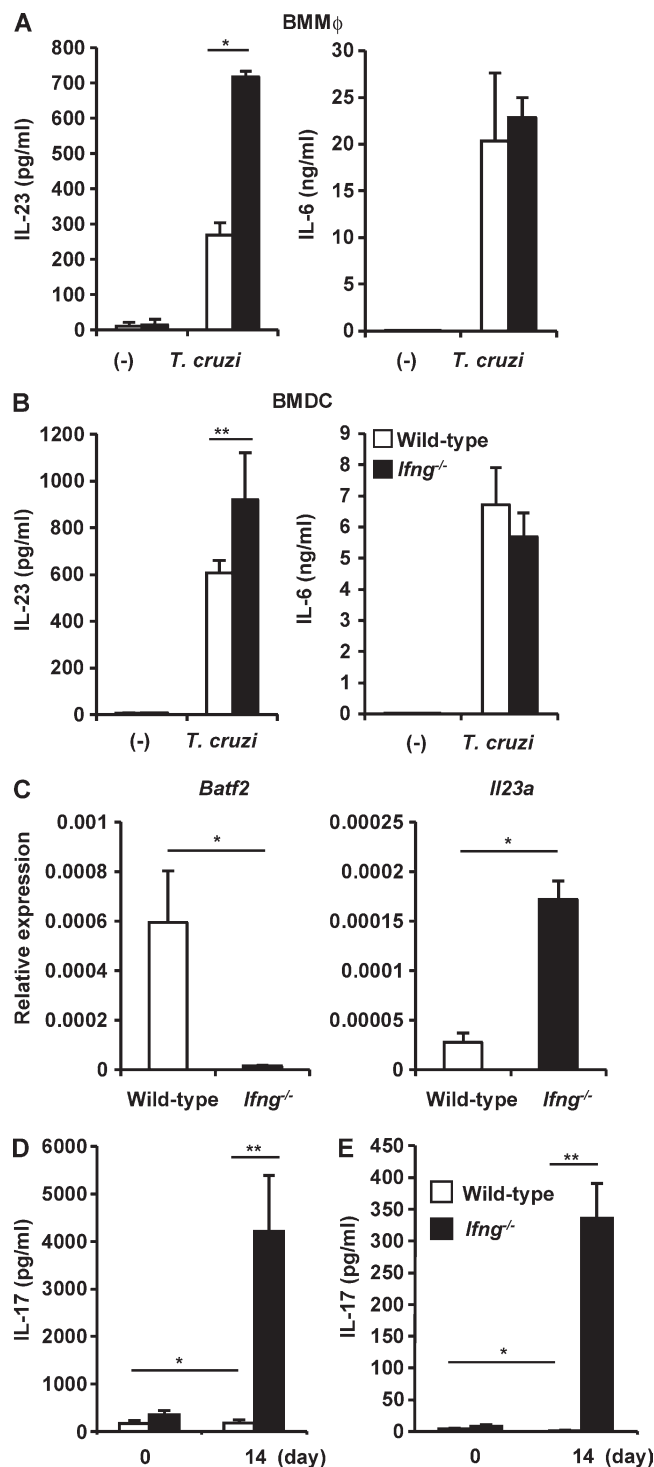 A
BMMϕ
*
800
700
600
500
400
300
200
100
0
IL-23 (pg/ml)
(-) T. cruzi
30
25
20
15
10
5
0
IL-6 (ng/ml)
(-) T. cruzi
B
BMDC
**
1200
1000
800
600
400
200
0
IL-23 (pg/ml)
(-) T. cruzi
9
8
7
6
5
4
3
2
1
0
IL-6 (ng/ml)
Wild-type
Ifng-/-
(-) T. cruzi
C
Batf2
*
0.001
0.0008
0.0006
0.0004
0.0002
0
Relative expression
Wild-type Ifng-/-
Il23a
*
0.00025
0.0002
0.00015
0.0001
0.00005
0
Wild-type Ifng-/-
D
**
*
6000
5000
4000
3000
2000
1000
0
IL-17 (pg/ml)
0 14 (day)
E
**
*
450
400
350
300
250
200
150
100
50
0
IL-17 (pg/ml)
Wild-type
Ifng-/-
0 14 (day)